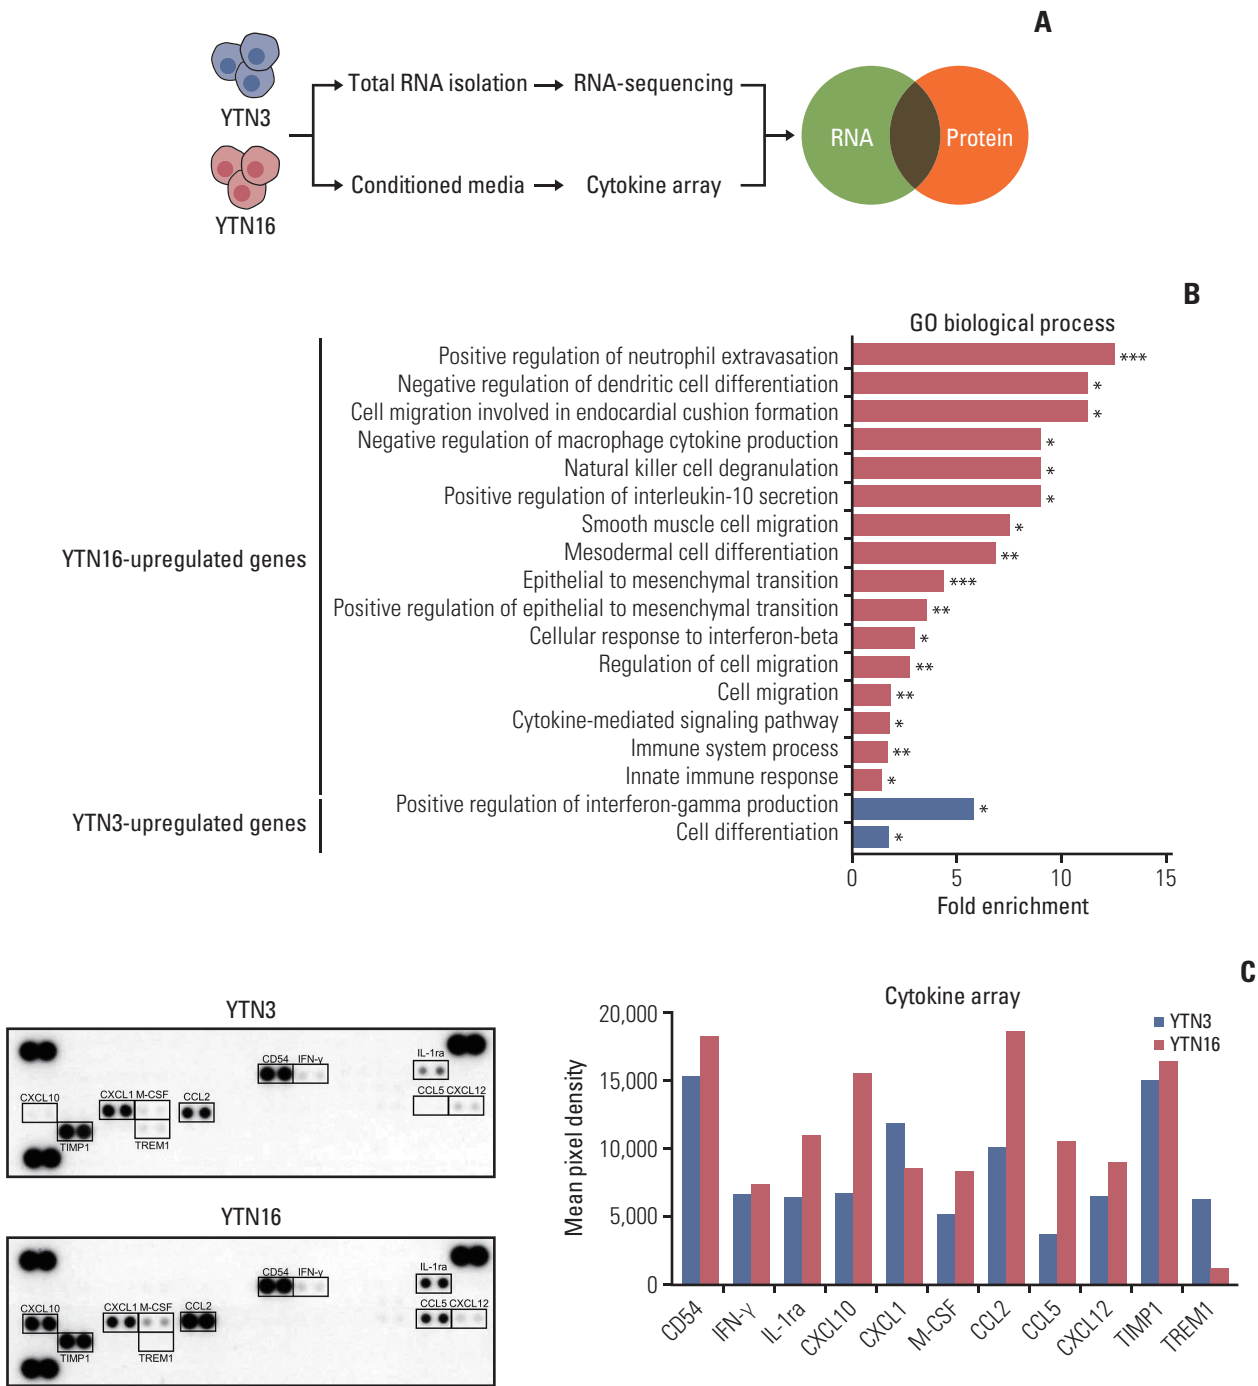 A
YTN3
YTN16
Total RNA isolation
RNA-sequencing
Conditioned media
Cytokine array
RNA
Protein
B
GO biological process
YTN16-upregulated genes
Positive regulation of neutrophil extravasation ***
Negative regulation of dendritic cell differentiation *
Cell migration involved in endocardial cushion formation *
Negative regulation of macrophage cytokine production *
Natural killer cell degranulation *
Positive regulation of interleukin-10 secretion *
Smooth muscle cell migration *
Mesodermal cell differentiation **
Epithelial to mesenchymal transition ***
Positive regulation of epithelial to mesenchymal transition **
Cellular response to interferon-beta *
Regulation of cell migration **
Cell migration **
Cytokine-mediated signaling pathway *
Immune system process **
Innate immune response *
YTN3-upregulated genes
Positive regulation of interferon-gamma production *
Cell differentiation *
0 5 10 15
Fold enrichment
C
YTN3
CD54 IFN-γ IL-1ra
CXCL10 CXCL1 M-CSF CCL2 CCL5 CXCL12
TIMP1 TREM1
YTN16
CD54 IFN-γ IL-1ra
CXCL10 CXCL1 M-CSF CCL2 CCL5 CXCL12
TIMP1 TREM1
Cytokine array
YTN3
YTN16
Mean pixel density
20,000
15,000
10,000
5,000
0
CD54 IFN-γ IL-1ra CXCL10 CXCL1 M-CSF CCL2 CCL5 CXCL12 TIMP1 TREM1